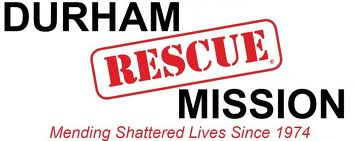 DURHAM
RESCUE®
MISSION
Mending Shattered Lives Since 1974